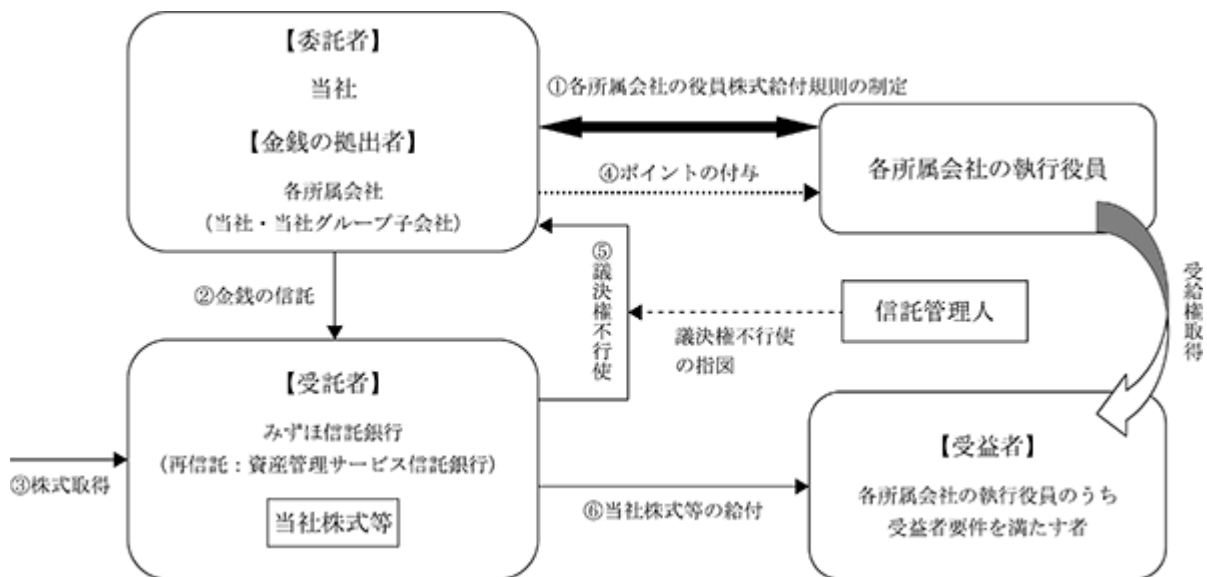 【委託者】
当社
【金銭の拠出者】
各所属会社
(当社・当社グループ子会社)
①各所属会社の役員株式給付規則の制定
④ポイントの付与
各所属会社の執行役員
②金銭の信託
⑤議決権不行使
議決権不行使
の指図
信託管理人
受給権取得
【受託者】
みずほ信託銀行
(再信託:資産管理サービス信託銀行)
当社株式等
③株式取得
⑥当社株式等の給付
【受益者】
各所属会社の執行役員のうち
受益者要件を満たす者